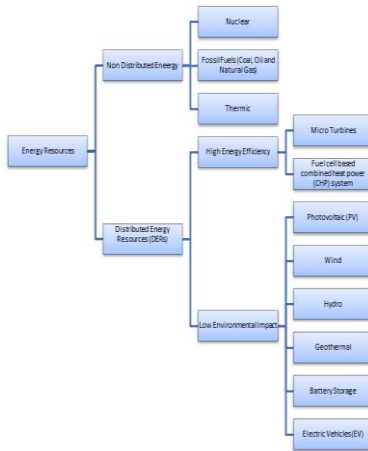 Nuclear
Non Distributed Eneergy
Fossil Fuels (Coal, Oil and
Natural Gas)
Thermic
Energy Resources
High Energy Efficiency
Micro Turbines
Fuel cell based
combined heat power
(CHP) system
Distributed Energy
Resources (DERs)
Photovoltaic (PV)
Wind
Hydro
Low Environmental Impact
Geothermal
Battery Storage
Electric Vehicles (EV)